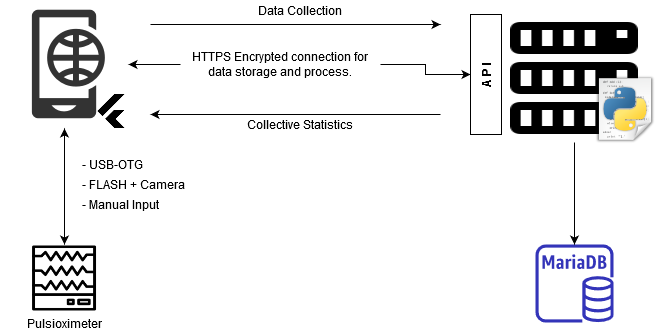 Data Collection
HTTPS Encrypted connection for
data storage and process.
Collective Statistics
API
- USB-OTG
- FLASH + Camera
- Manual Input
Pulsioximeter
MariaDB